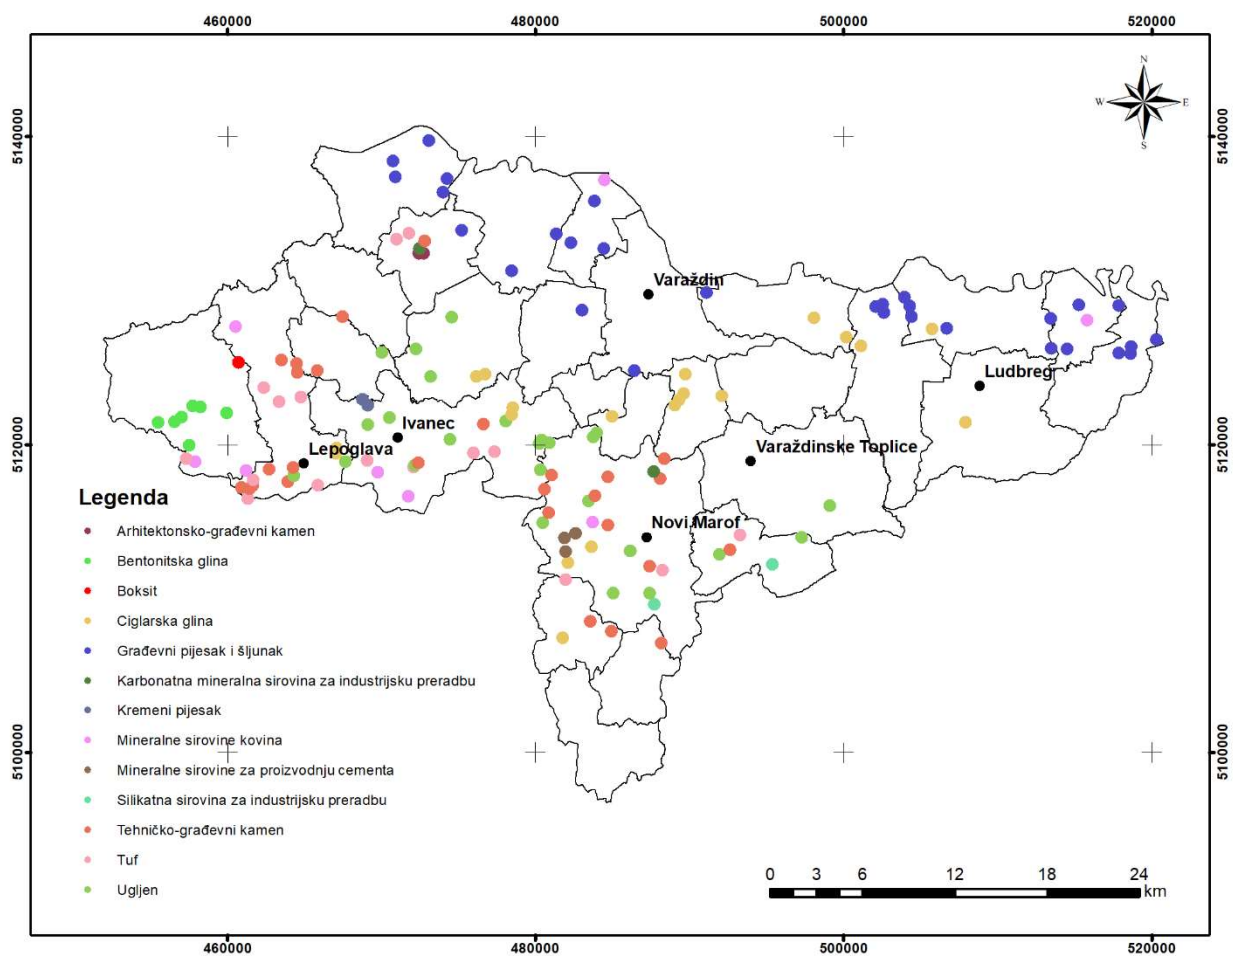 460000 480000 500000 520000
N
W E
S
5140000 5140000
Varaždin
Ludbreg
Ivanec
5120000 5120000
Lepoglava
Varaždinske Toplice
Legenda
Novi Marof
Arhitektonsko-građevni kamen
Bentonitska glina
Boksit
Ciglarska glina
Građevni pijesak i šljunak
Karbonatna mineralna sirovina za industrijsku preradbu
Kremeni pijesak
Mineralne sirovine kovina
5100000 5100000
Mineralne sirovine za proizvodnju cementa
Silikatna sirovina za industrijsku preradbu
Tehničko-građevni kamen
Tuf
Ugljen
0 3 6 12 18 24
km
460000 480000 500000 520000